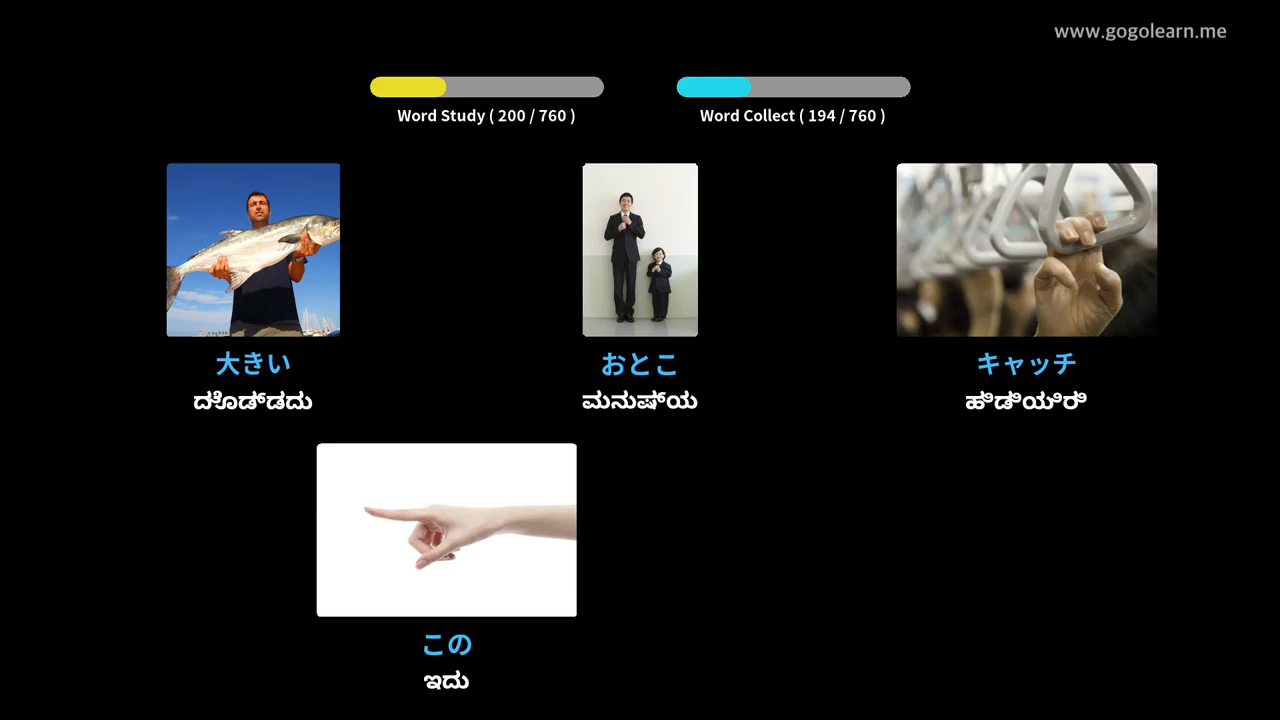 www.gogolearn.me
Word Study ( 200 / 760 )
Word Collect ( 194 / 760 )
大きい
ದೊಡ್ಡದು
おとこ
ಮನುಷ್ಯ
キャッチ
ಹಿಡಿಯಿರಿ
この
ಇದು